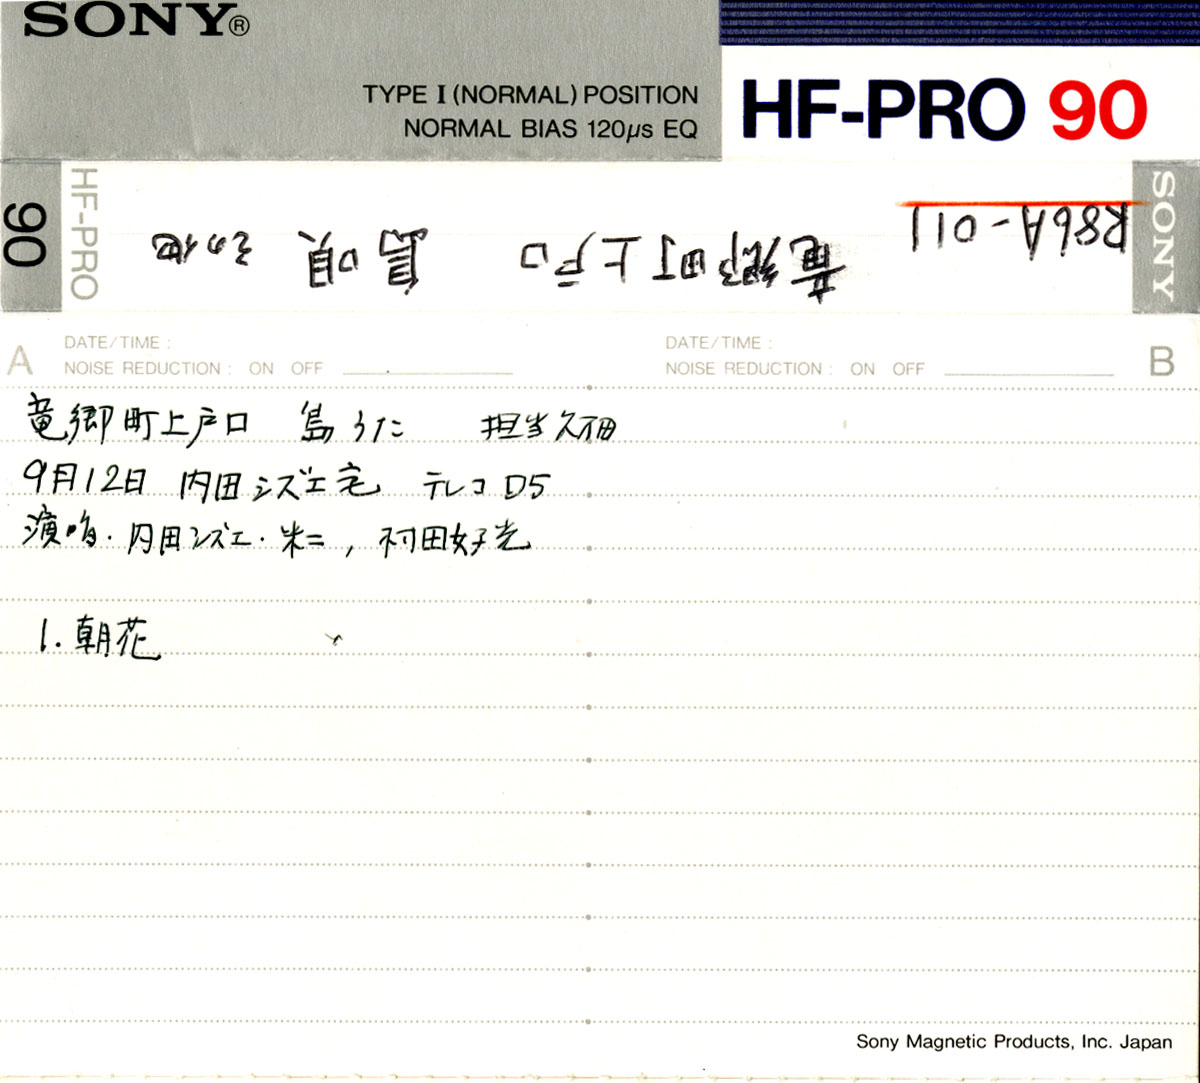 SONY®
TYPE I (NORMAL) POSITION
NORMAL BIAS 120µs EQ
HF-PRO 90
90
HF-PRO
R86A-011 竜郷町上戸口 島唄 その他
SONY
A
DATE/TIME :
NOISE REDUCTION : ON OFF
DATE/TIME :
NOISE REDUCTION : ON OFF
B
竜郷町上戸口 島うた 担当久
9月12日 内田シズエ宅 テレコ D5
演唱・内田シズエ・米二, 村田好光
1. 朝花
Sony Magnetic Products, Inc. Japan